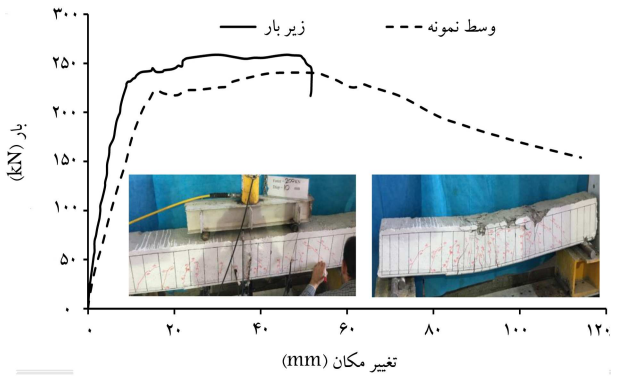 زیر بار
وسط نمونه
بار (kN)
۳۰۰
۲۵۰
۲۰۰
۱۵۰
۱۰۰
۵۰
۰
۰ ۲۰ ۴۰ ۶۰ ۸۰ ۱۰۰ ۱۲۰
تغییر مکان (mm)